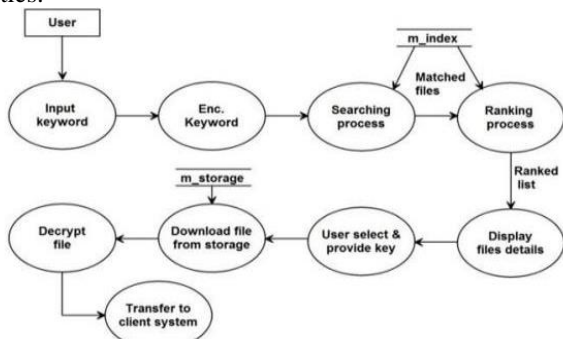 User
m_index
Matched
files
Input
keyword
Enc.
Keyword
Searching
process
Ranking
process
Ranked
list
m_storage
Decrypt
file
Download file
from storage
User select &
provide key
Display
files details
Transfer to
client system